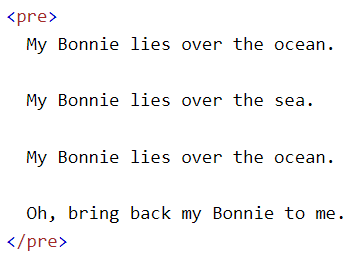 <pre>
My Bonnie lies over the ocean.
My Bonnie lies over the sea.
My Bonnie lies over the ocean.
Oh, bring back my Bonnie to me.
</pre>